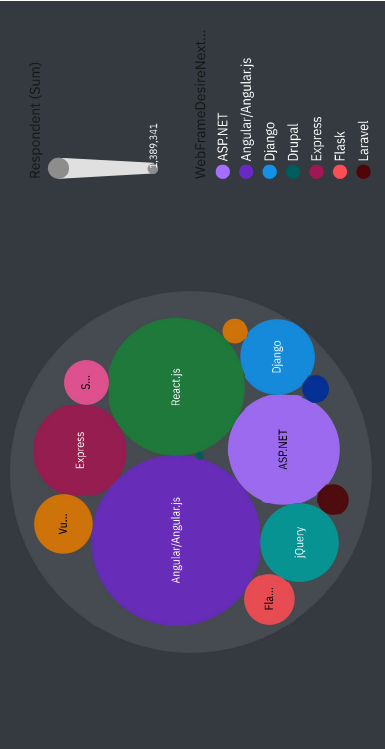 Respondent (Sum)
1,389,341
WebFrameDesireNext...
ASP.NET
Angular/Angular.js
Django
Drupal
Express
Flask
Laravel
S...
React.js
Django
Express
ASP.NET
Vu...
Angular/Angular.js
jQuery
Fla...